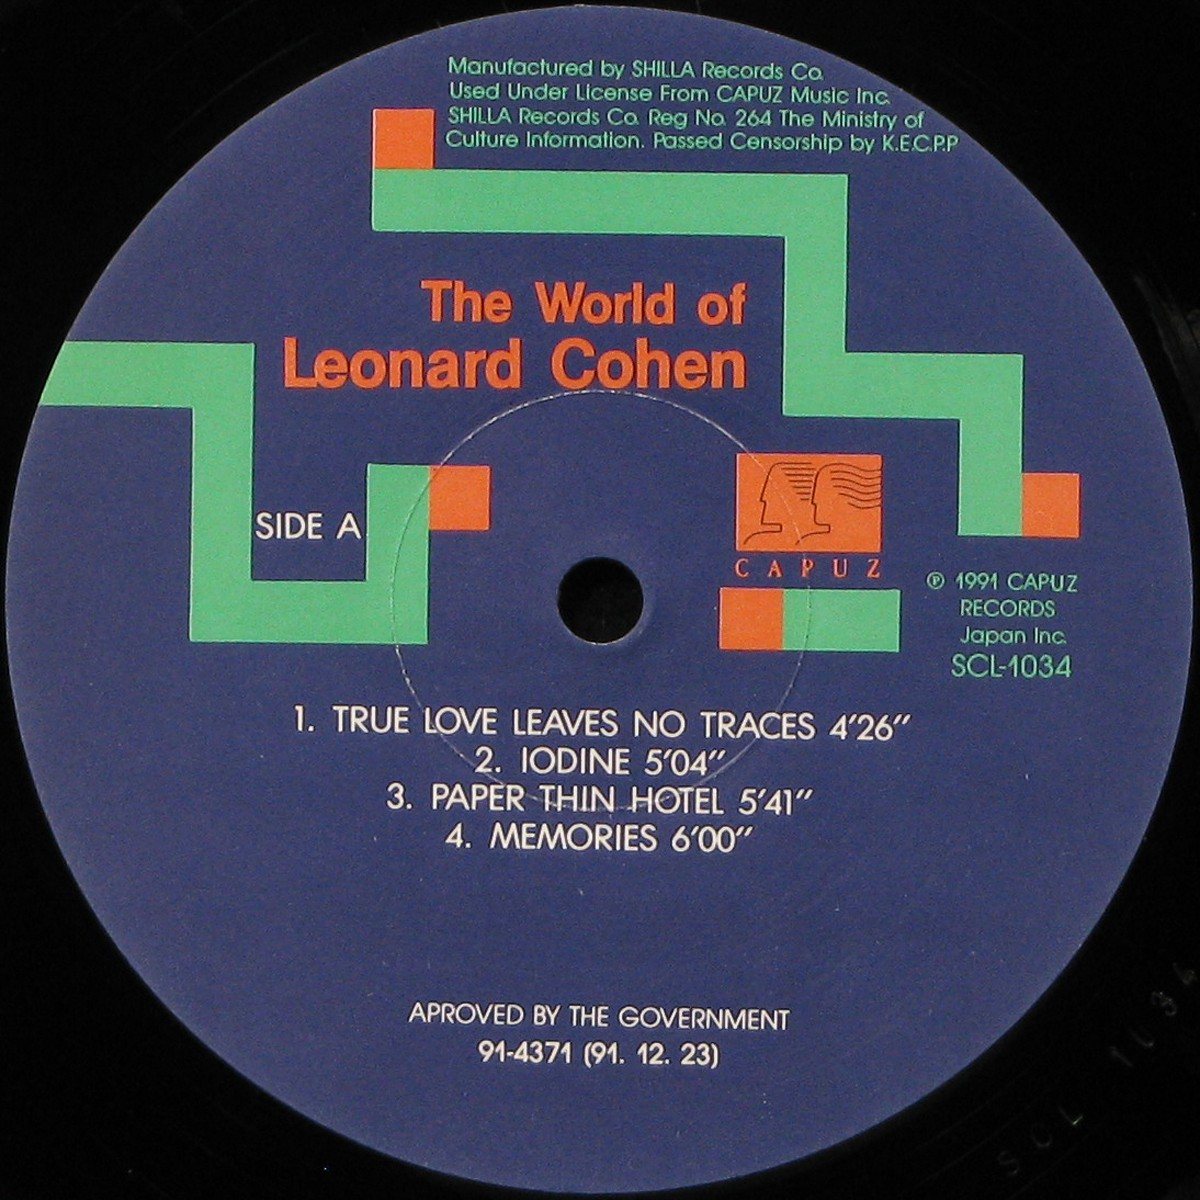 Manufactured by SHILLA Records Co.
Used Under License From CAPUZ Music Inc.
SHILLA Records Co. Reg No. 264 The Ministry of
Culture Information. Passed Censorship by K.E.C.P.P
The World of
Leonard Cohen
SIDE A
CAPUZ
℗ 1991 CAPUZ
RECORDS
Japan Inc.
SCL-1034
1. TRUE LOVE LEAVES NO TRACES 4'26"
2. IODINE 5'04"
3. PAPER THIN HOTEL 5'41"
4. MEMORIES 6'00"
APROVED BY THE GOVERNMENT
91-4371 (91. 12. 23)